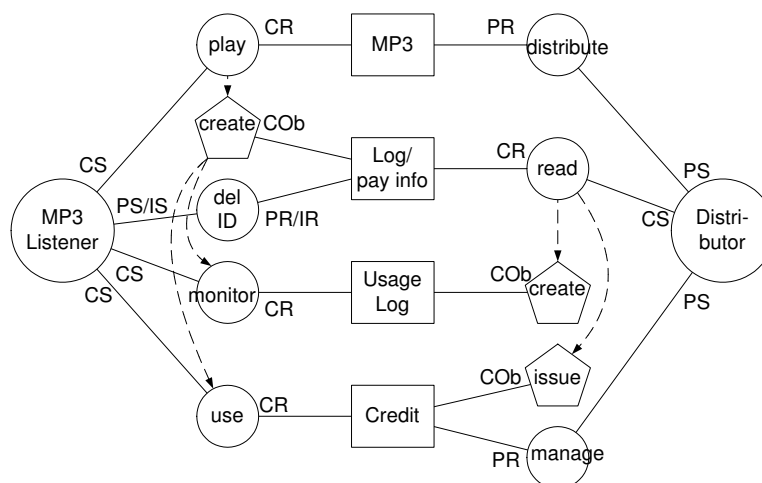 play
CR
MP3
PR
distribute
create
COb
CS
Log/
pay info
CR
read
PS
MP3
Listener
PS/IS
del
ID
PR/IR
CS
Distri-
butor
CS
CS
monitor
CR
Usage
Log
COb
create
PS
use
CR
Credit
COb
issue
PR
manage